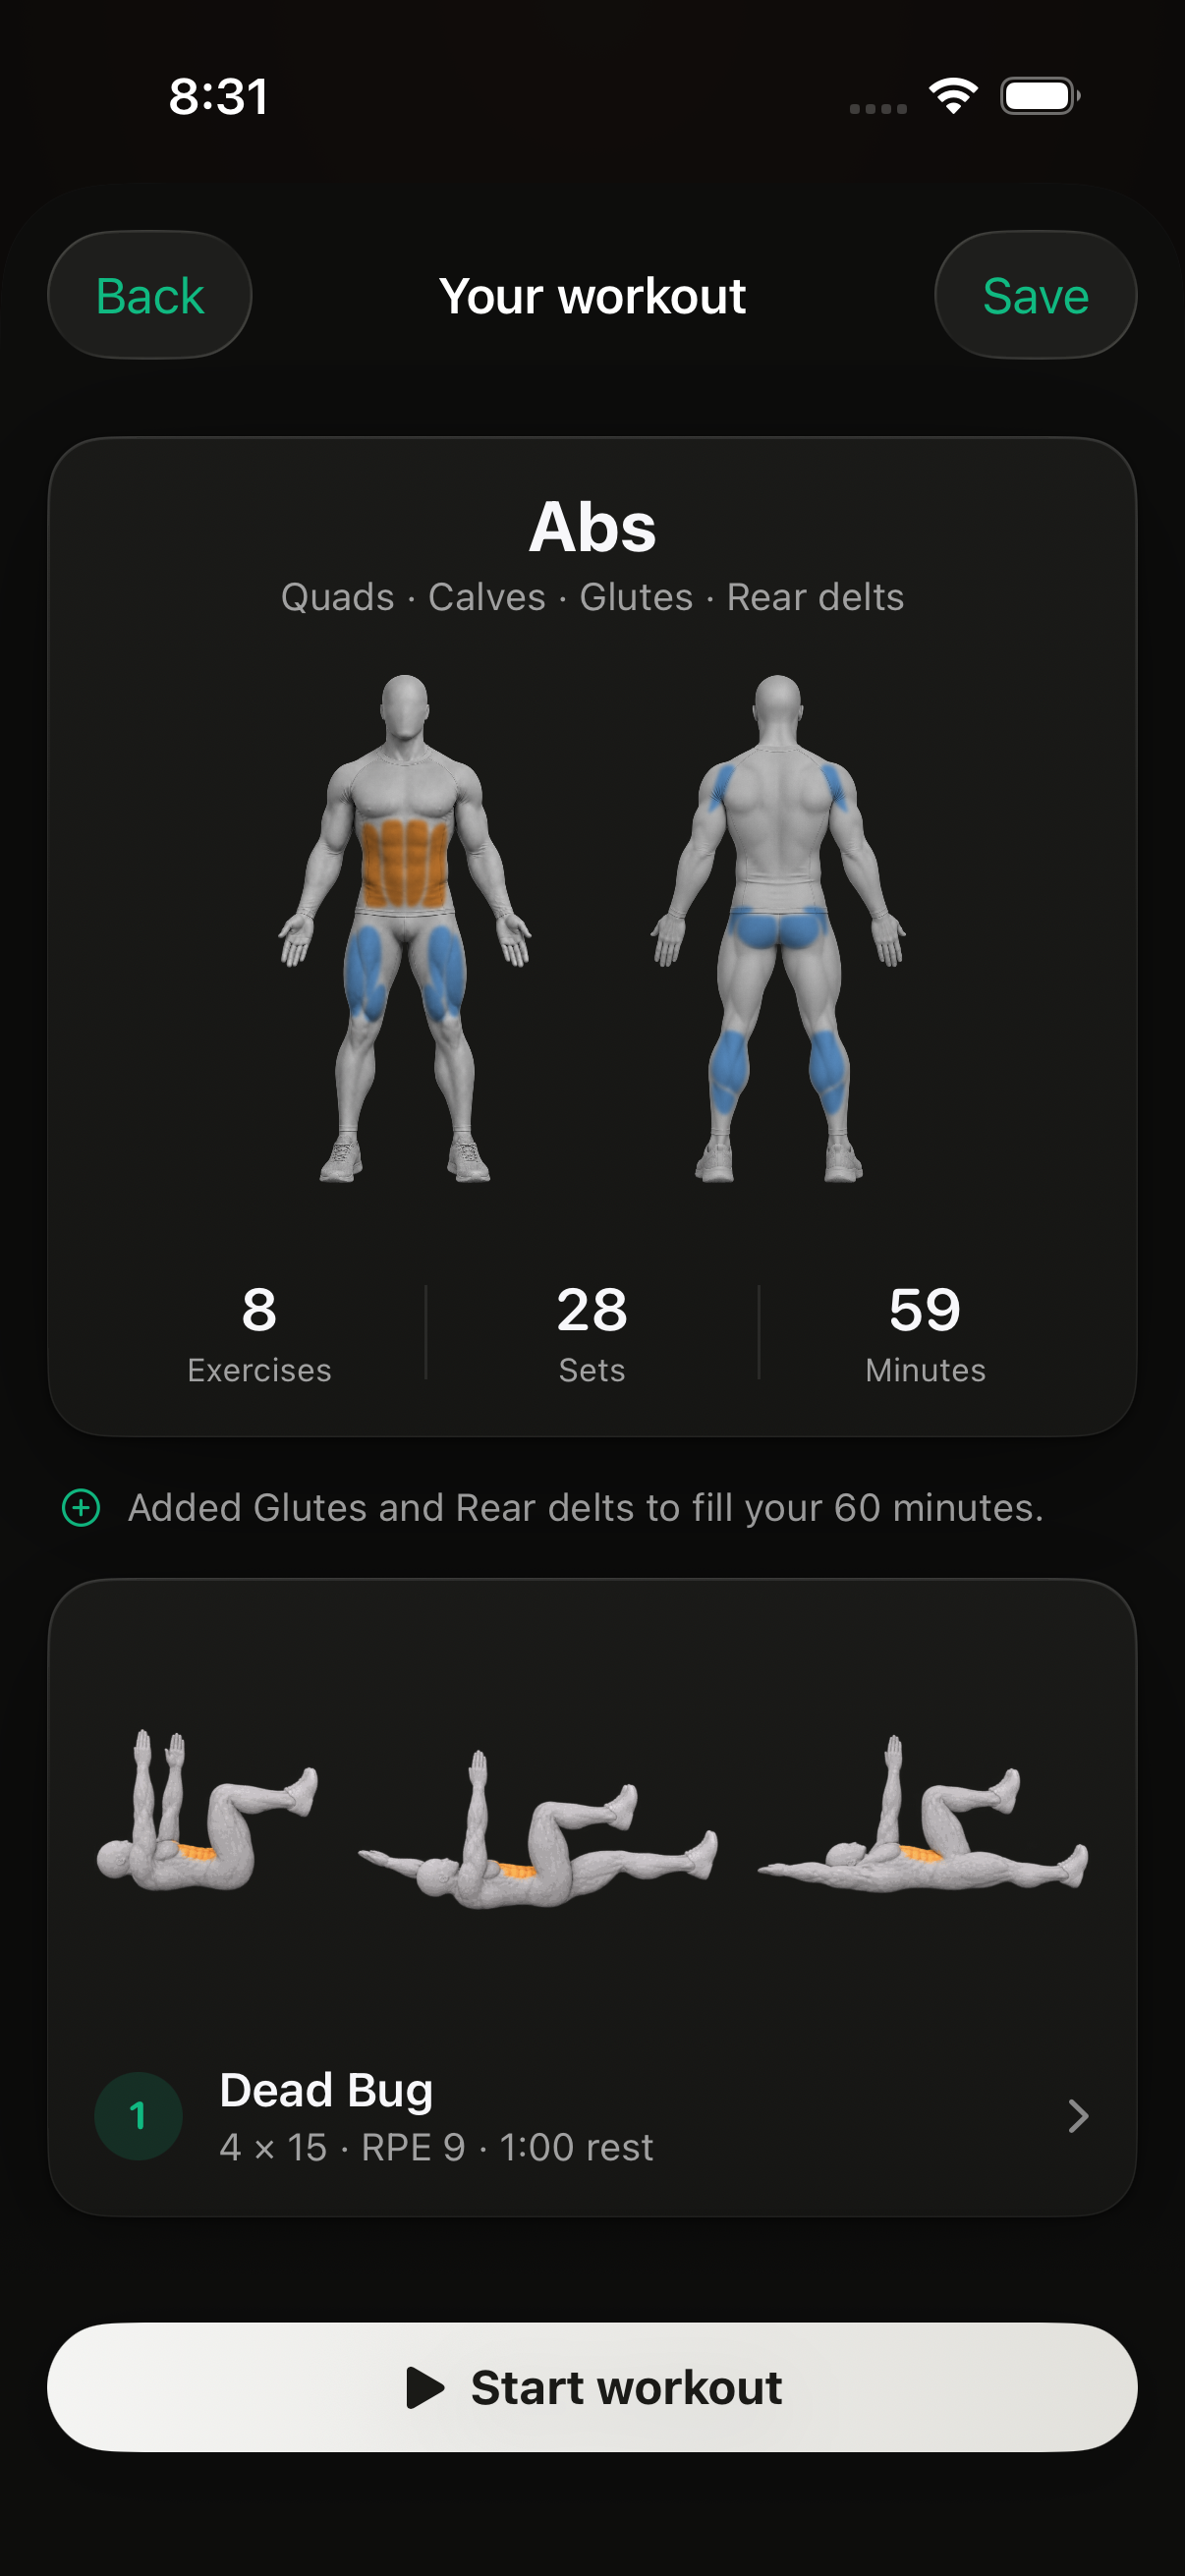 8:31
Back
Your workout
Save
Abs
Quads · Calves · Glutes · Rear delts
8
28
59
Exercises
Sets
Minutes
Added Glutes and Rear delts to fill your 60 minutes.
1
Dead Bug
4 × 15 · RPE 9 · 1:00 rest
Start workout